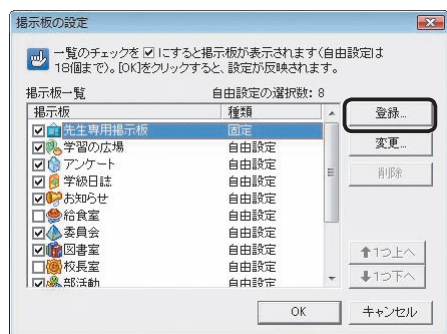 掲示板の設定
一覧のチェックを☑にすると掲示板が表示されます(自由設定は
18個まで)。[OK]をクリックすると、設定が反映されます。
掲示板一覧 自由設定の選択数: 8
掲示板 種類
先生専用掲示板 固定
学習の広場 自由設定
アンケート 自由設定
学級日誌 自由設定
お知らせ 自由設定
給食室 自由設定
委員会 自由設定
図書室 自由設定
校長室 自由設定
部活動 自由設定
登録...
変更...
削除
↑1つ上へ
↓1つ下へ
OK キャンセル